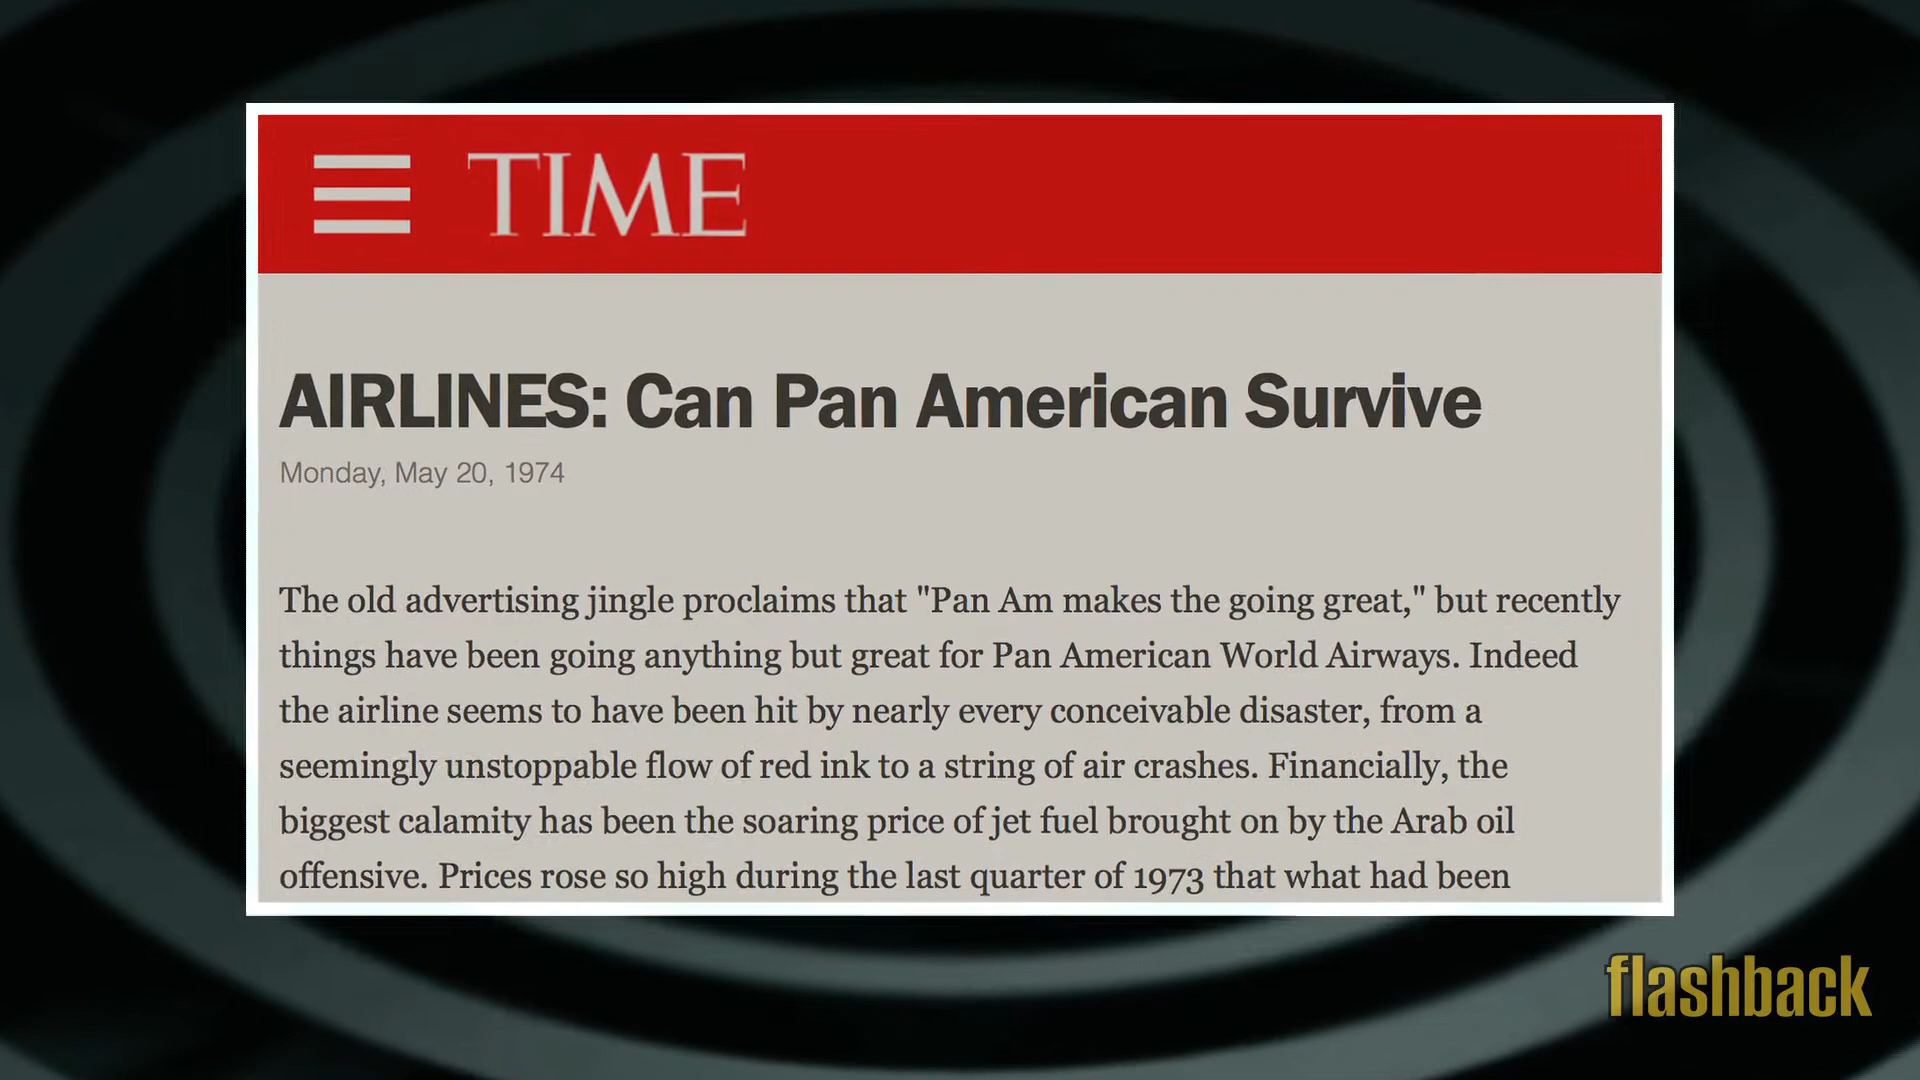 TIME
AIRLINES: Can Pan American Survive
Monday, May 20, 1974
The old advertising jingle proclaims that "Pan Am makes the going great," but recently
things have been going anything but great for Pan American World Airways. Indeed
the airline seems to have been hit by nearly every conceivable disaster, from a
seemingly unstoppable flow of red ink to a string of air crashes. Financially, the
biggest calamity has been the soaring price of jet fuel brought on by the Arab oil
offensive. Prices rose so high during the last quarter of 1973 that what had been
flashback